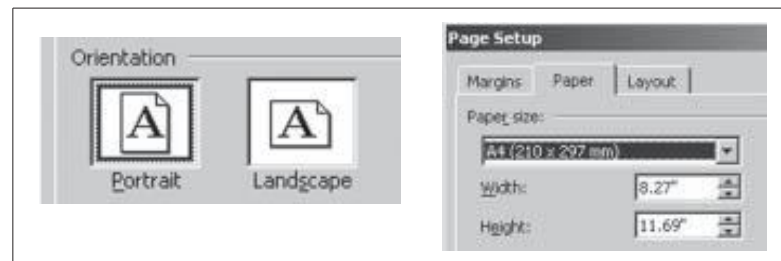 Orientation
A A
Portrait Landscape
Page Setup
Margins Paper Layout
Paper size:
A4 (210 x 297 mm)
Width: 8.27"
Height: 11.69"